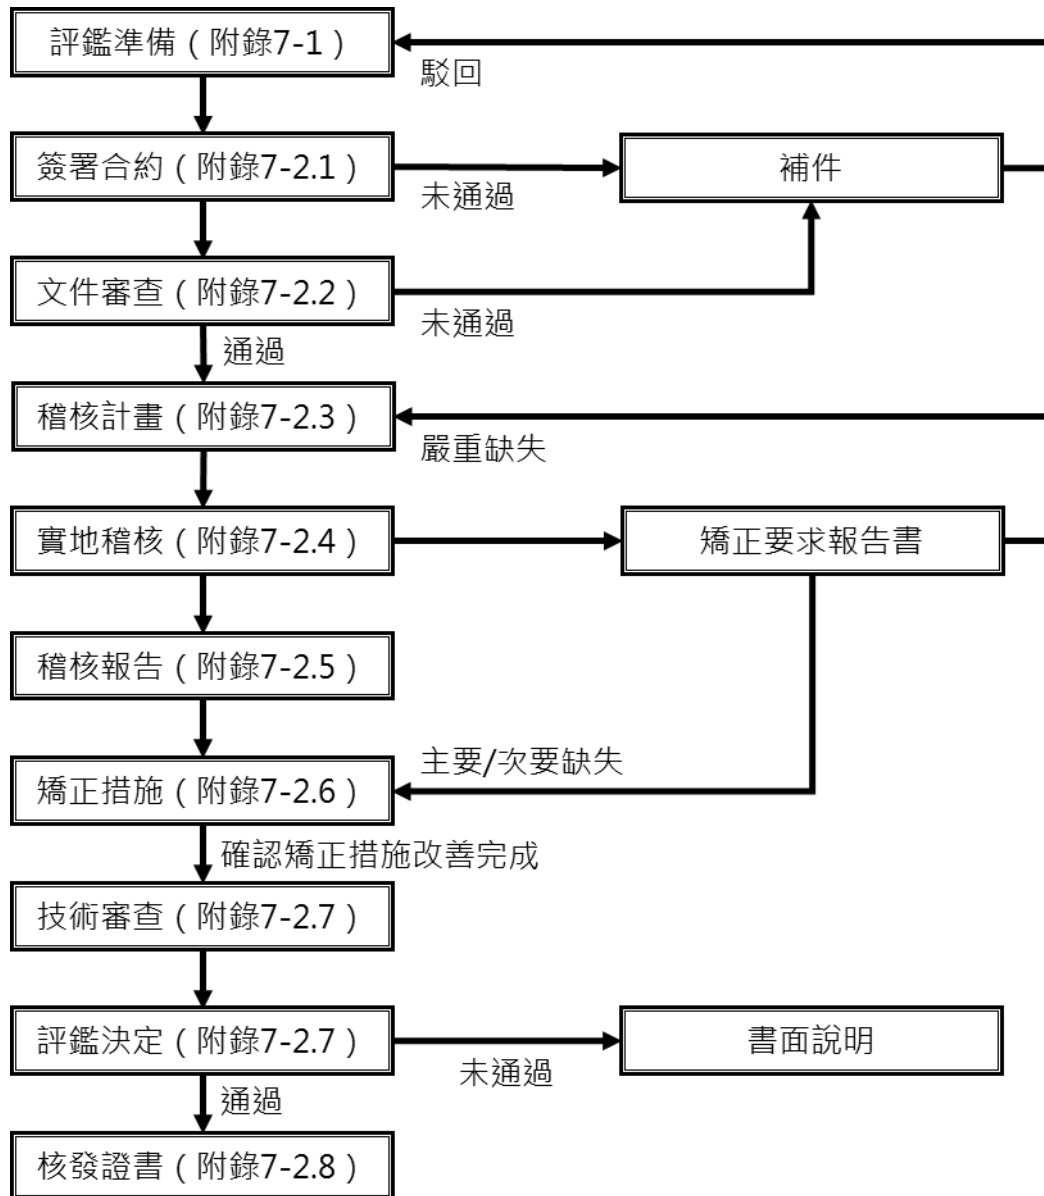 評鑑準備（附錄7-1）
駁回
簽署合約（附錄7-2.1）
未通過
補件
文件審查（附錄7-2.2）
未通過
通過
稽核計畫（附錄7-2.3）
嚴重缺失
實地稽核（附錄7-2.4）
矯正要求報告書
稽核報告（附錄7-2.5）
主要/次要缺失
矯正措施（附錄7-2.6）
確認矯正措施改善完成
技術審查（附錄7-2.7）
評鑑決定（附錄7-2.7）
未通過
書面說明
通過
核發證書（附錄7-2.8）